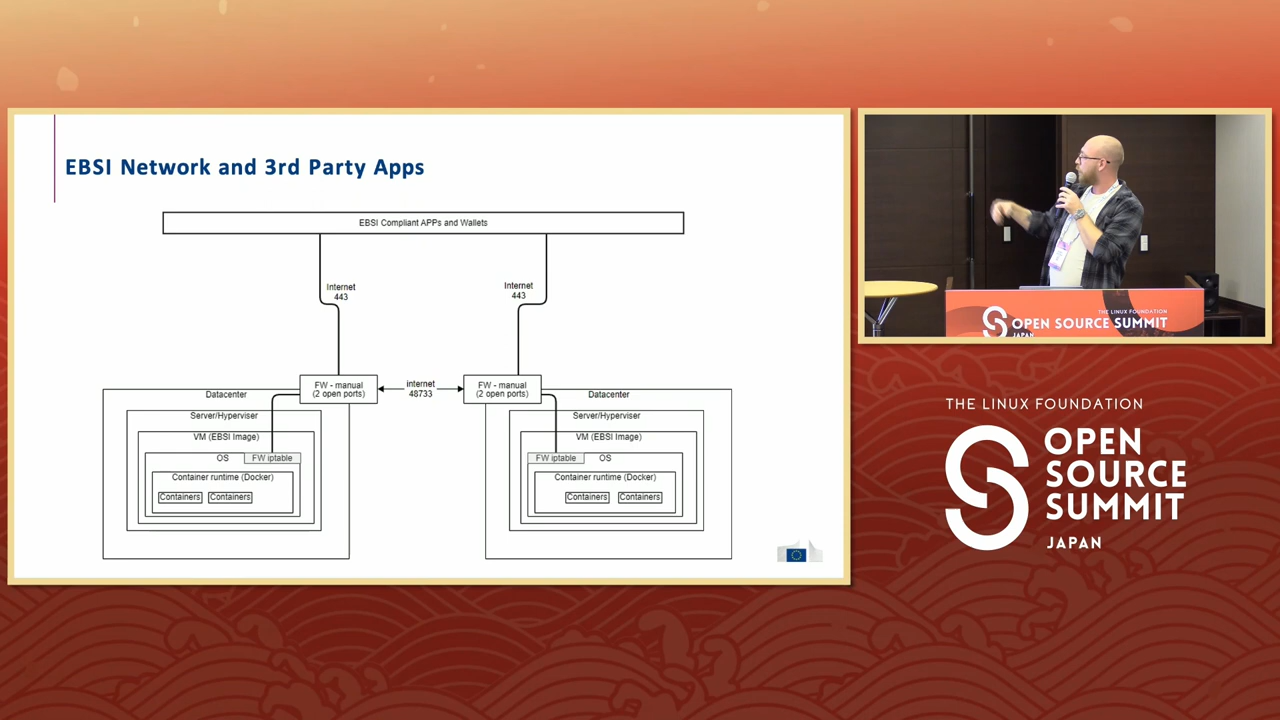 EBSI Network and 3rd Party Apps
EBSI Compliant APPs and Wallets
Internet
443
Internet
443
FW - manual
(2 open ports)
internet
48733
FW - manual
(2 open ports)
Datacenter
Server/Hyperviser
VM (EBSI Image)
OS
FW iptable
Container runtime (Docker)
Containers
Containers
Datacenter
Server/Hyperviser
VM (EBSI Image)
FW iptable
OS
Container runtime (Docker)
Containers
Containers
THE LINUX FOUNDATION
OPEN SOURCE SUMMIT
JAPAN
THE LINUX FOUNDATION
OPEN
SOURCE
SUMMIT
JAPAN